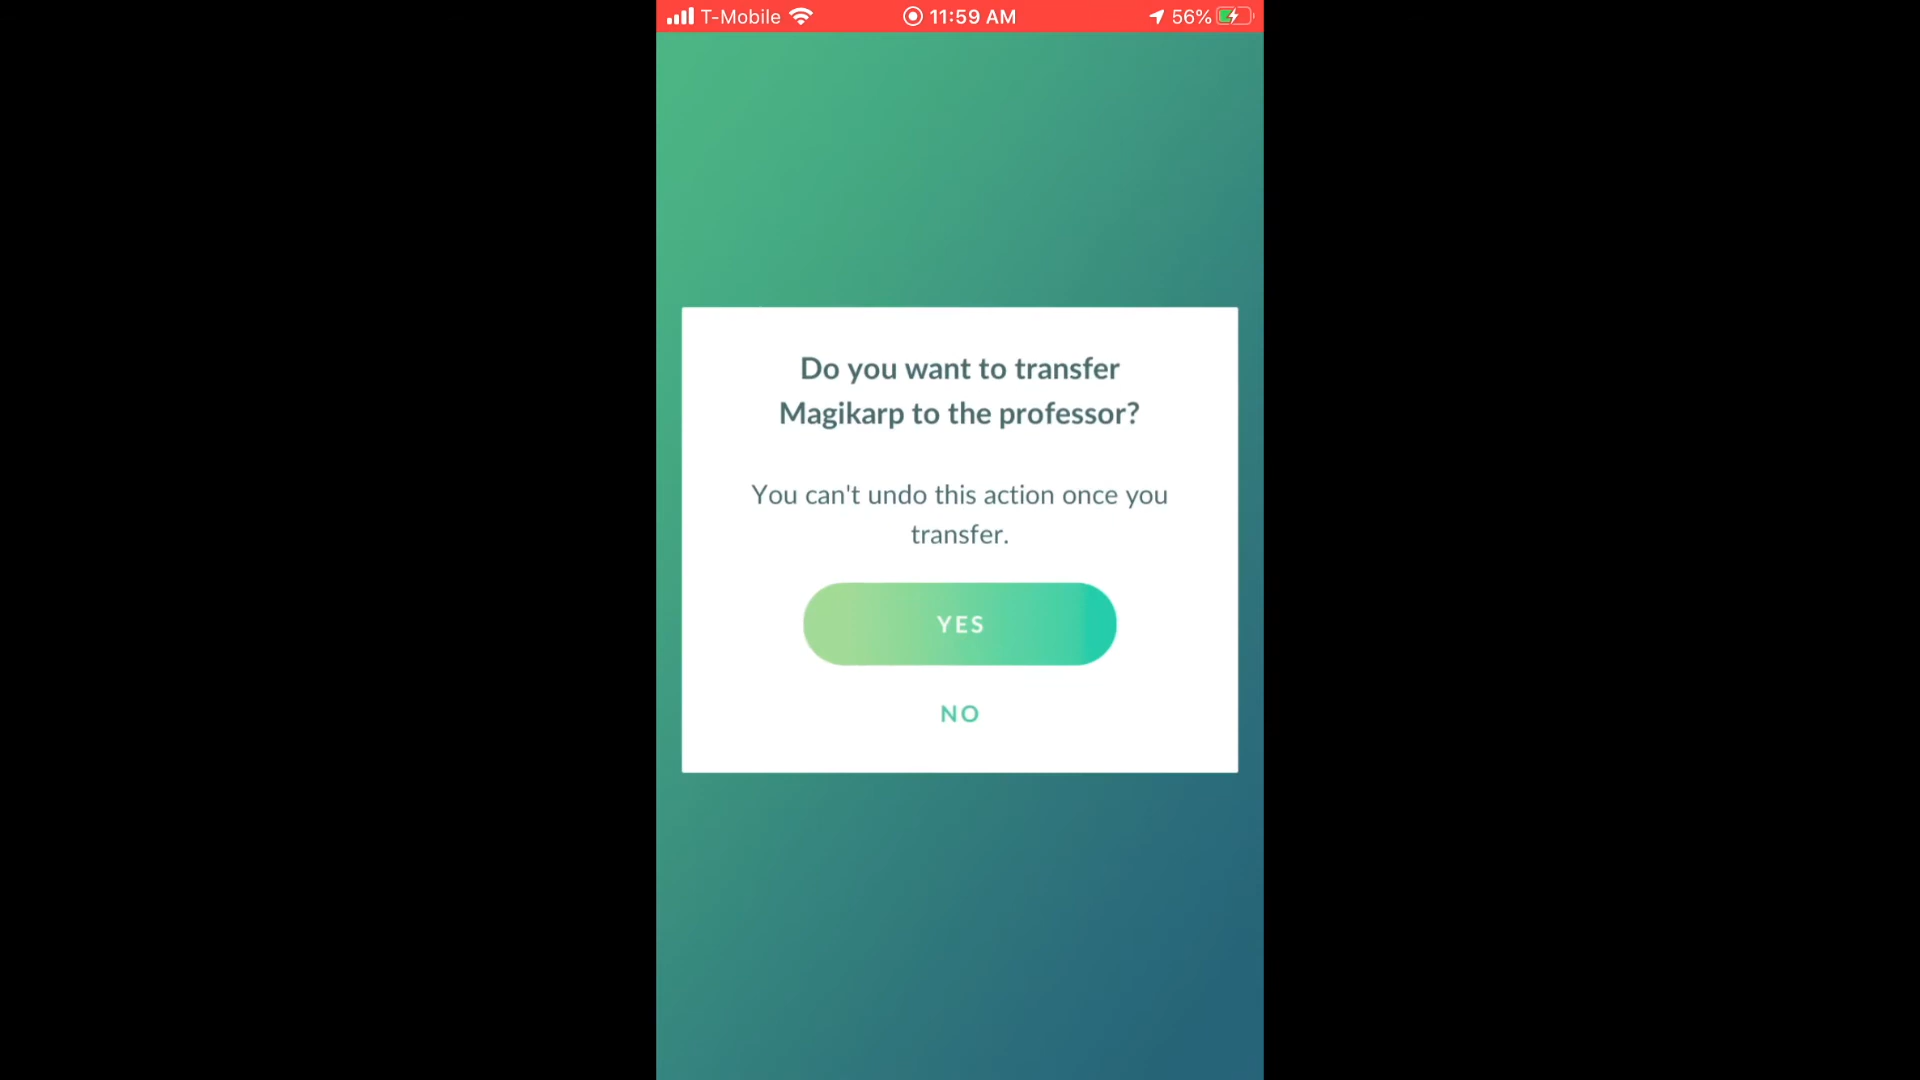 T-Mobile 11:59 AM 56%
Do you want to transfer
Magikarp to the professor?
You can't undo this action once you
transfer.
YES
NO